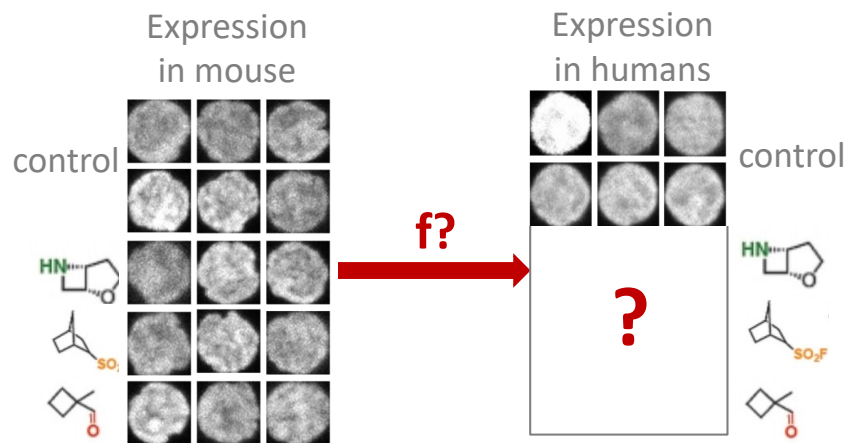 Expression
in mouse
Expression
in humans
control
control
f?
HN
O
HN
O
?
SO₂
SO₂F
O
O